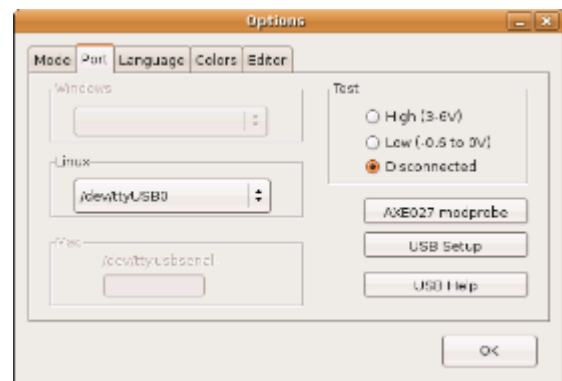 Options
Mode Port Language Colors Editor
Windows
Linux
/dev/ttyUSB0
Mac
/dev/tty.usbserial
Test
High (3-6V)
Low (-0.6 to 0V)
Disconnected
AXE027 modprobe
USB Setup
USB Help
OK